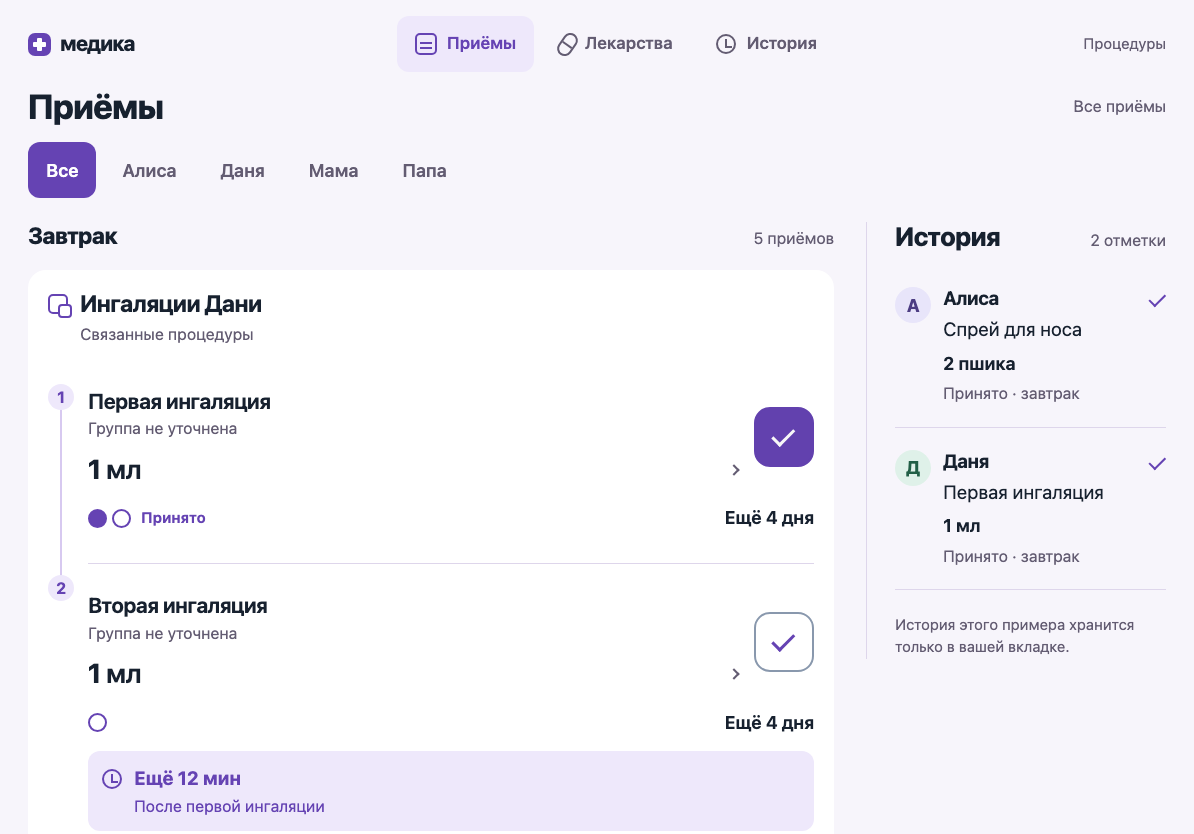 медика
Приёмы
Лекарства
История
Процедуры
Приёмы
Все приёмы
Все
Алиса
Даня
Мама
Папа
Завтрак
5 приёмов
Ингаляции Дани
Связанные процедуры
1
Первая ингаляция
Группа не уточнена
1 мл
Принято
Ещё 4 дня
2
Вторая ингаляция
Группа не уточнена
1 мл
Ещё 4 дня
Ещё 12 мин
После первой ингаляции
История
2 отметки
А
Алиса
Спрей для носа
2 пшика
Принято · завтрак
Д
Даня
Первая ингаляция
1 мл
Принято · завтрак
История этого примера хранится
только в вашей вкладке.